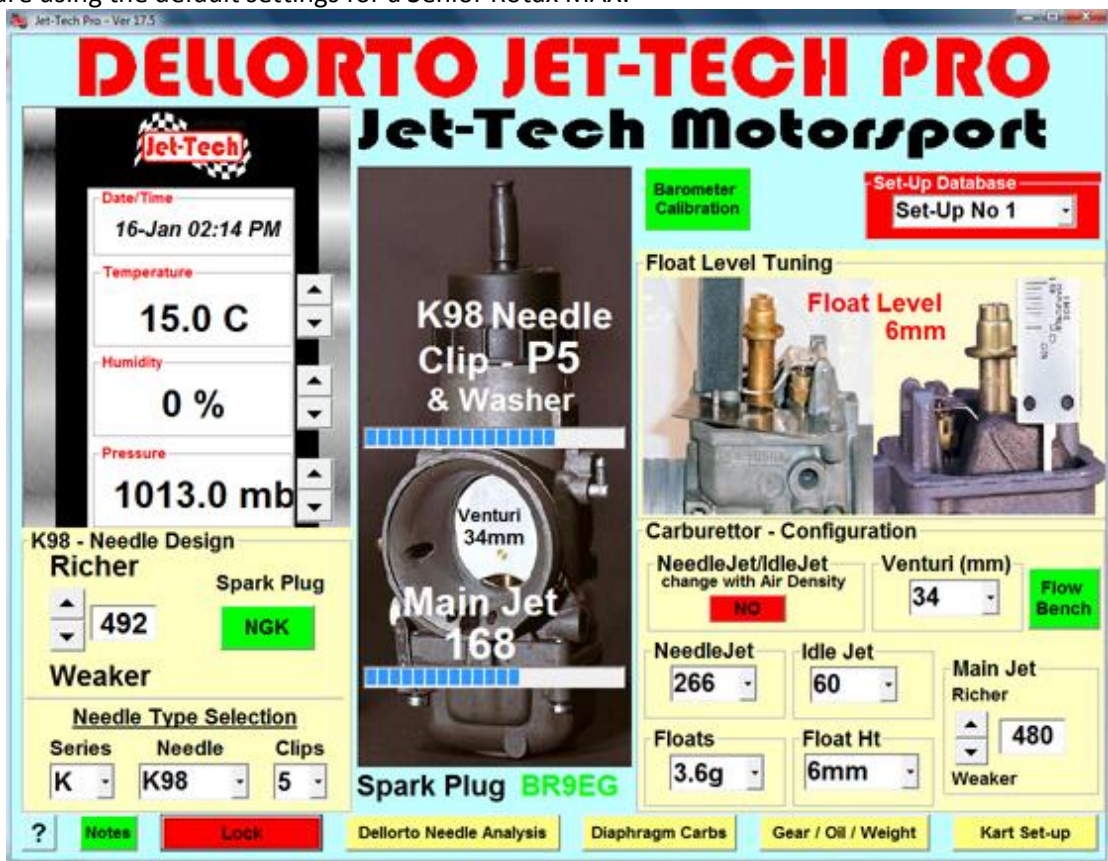 are using the default settings for a Senior Rotax MAX.
Jet-Tech Pro - Ver 17.5
DELLORTO JET-TECH PRO
Jet-Tech Motorsport
Jet-Tech
Date/Time
16-Jan 02:14 PM
Temperature
15.0 C
Humidity
0 %
Pressure
1013.0 mb
K98 - Needle Design
Richer
492
Weaker
Spark Plug
NGK
Needle Type Selection
Series Needle Clips
K K98 5
K98 Needle
Clip - P5
& Washer
Venturi
34mm
Main Jet
168
Spark Plug BR9EG
Barometer
Calibration
Set-Up Database
Set-Up No 1
Float Level Tuning
Float Level
6mm
Carburettor - Configuration
NeedleJet/IdleJet
change with Air Density
NO
Venturi (mm)
34
Flow
Bench
NeedleJet
266
Idle Jet
60
Main Jet
Richer
480
Weaker
Floats
3.6g
Float Ht
6mm
? Notes Lock Dellorto Needle Analysis Diaphragm Carbs Gear / Oil / Weight Kart Set-up